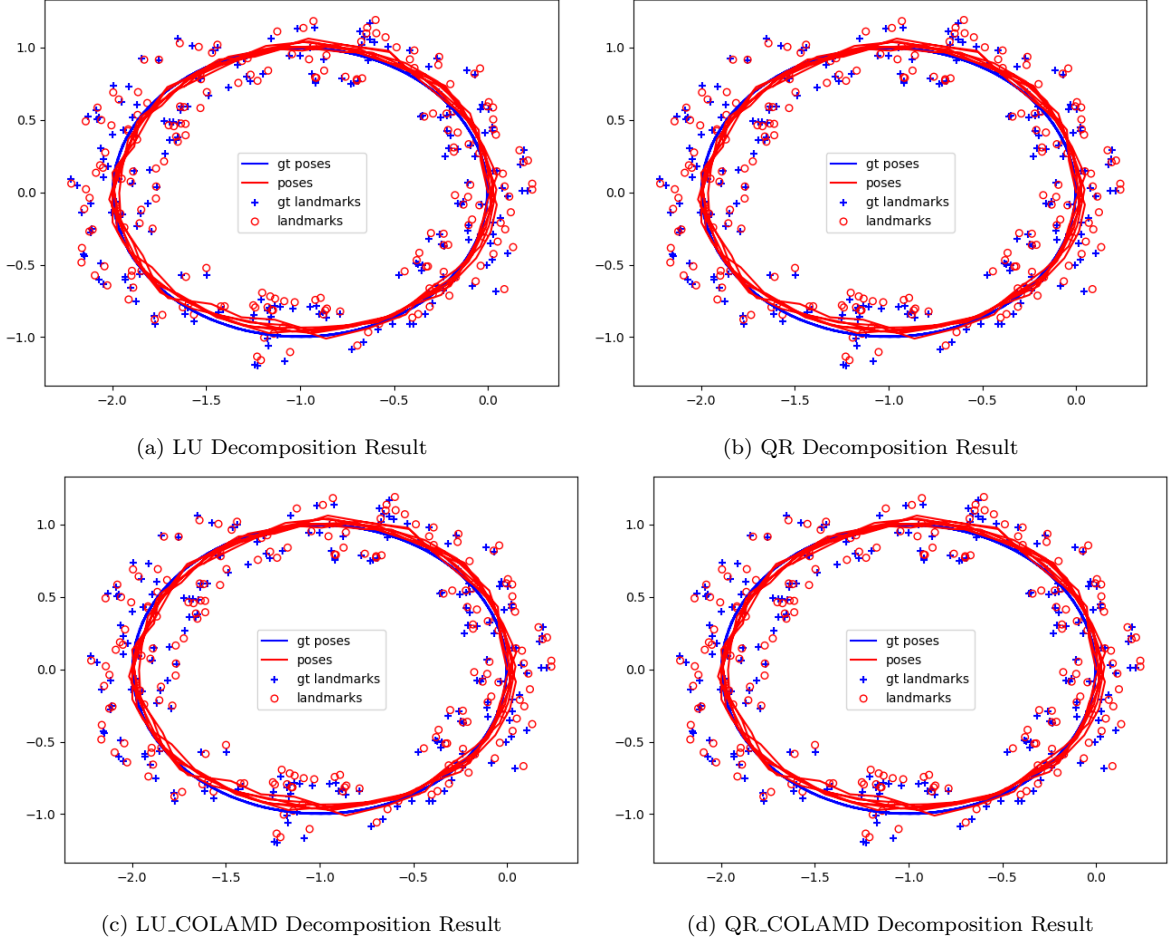 1.0
0.5
0.0
−0.5
−1.0
−2.0 −1.5 −1.0 −0.5 0.0
gt poses
poses
gt landmarks
landmarks
(a) LU Decomposition Result
1.0
0.5
0.0
−0.5
−1.0
−2.0 −1.5 −1.0 −0.5 0.0
gt poses
poses
gt landmarks
landmarks
(b) QR Decomposition Result
1.0
0.5
0.0
−0.5
−1.0
−2.0 −1.5 −1.0 −0.5 0.0
gt poses
poses
gt landmarks
landmarks
(c) LU_COLAMD Decomposition Result
1.0
0.5
0.0
−0.5
−1.0
−2.0 −1.5 −1.0 −0.5 0.0
gt poses
poses
gt landmarks
landmarks
(d) QR_COLAMD Decomposition Result